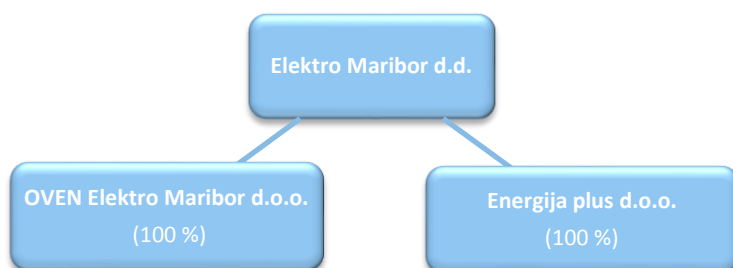 Elektro Maribor d.d.
OVEN Elektro Maribor d.o.o.
(100 %)
Energija plus d.o.o.
(100 %)